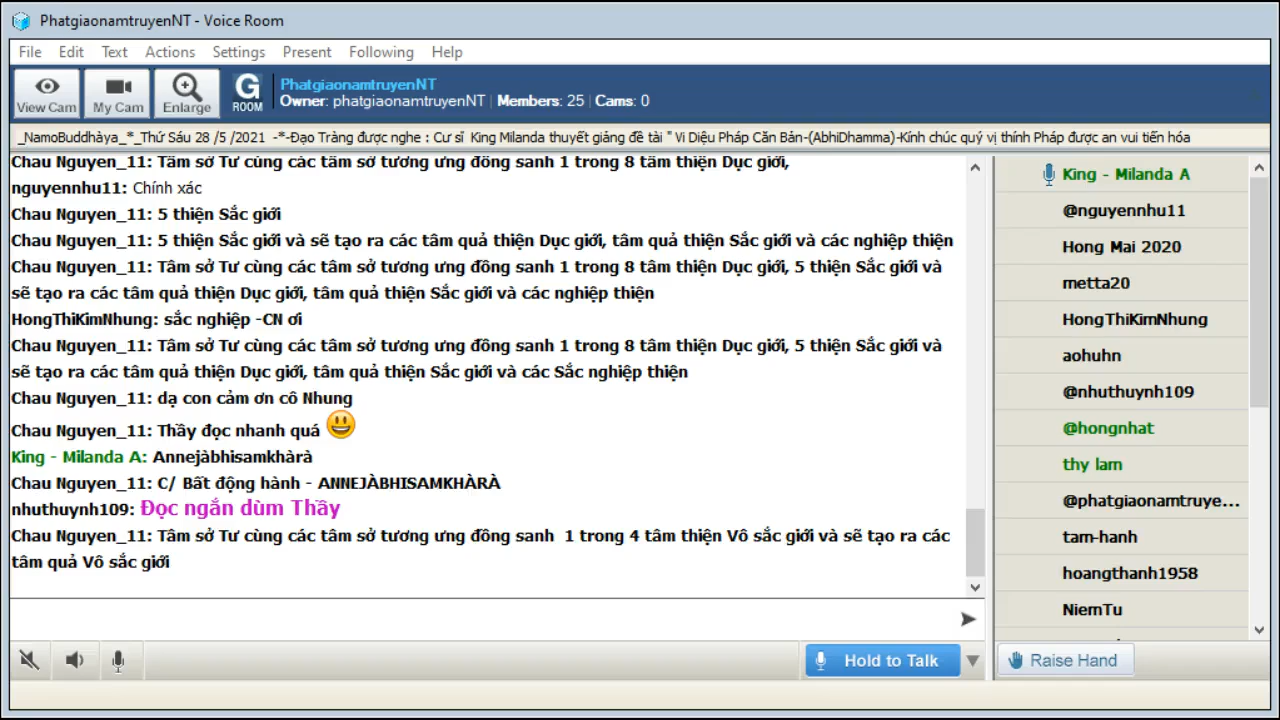 PhatgiaonamtruyenNT - Voice Room
File Edit Text Actions Settings Present Following Help
View Cam My Cam Enlarge G ROOM
PhatgiaonamtruyenNT
Owner: phatgiaonamtruyenNT | Members: 25 | Cams: 0
_NamoBuddhàya_*_Thứ Sáu 28 /5 /2021 -*-Đạo Tràng được nghe : Cư sĩ King Milanda thuyết giảng đề tài " Vi Diệu Pháp Căn Bản-(AbhiDhamma)-Kính chúc quý vị thính Pháp được an vui tiến hóa
Chau Nguyen_11: Tâm sở Tư cùng các tâm sở tương ưng đồng sanh 1 trong 8 tâm thiện Dục giới,
nguyennhu11: Chính xác
Chau Nguyen_11: 5 thiện Sắc giới
Chau Nguyen_11: 5 thiện Sắc giới và sẽ tạo ra các tâm quả thiện Dục giới, tâm quả thiện Sắc giới và các nghiệp thiện
Chau Nguyen_11: Tâm sở Tư cùng các tâm sở tương ưng đồng sanh 1 trong 8 tâm thiện Dục giới, 5 thiện Sắc giới và
sẽ tạo ra các tâm quả thiện Dục giới, tâm quả thiện Sắc giới và các nghiệp thiện
HongThiKimNhung: sắc nghiệp -CN ơi
Chau Nguyen_11: Tâm sở Tư cùng các tâm sở tương ưng đồng sanh 1 trong 8 tâm thiện Dục giới, 5 thiện Sắc giới và
sẽ tạo ra các tâm quả thiện Dục giới, tâm quả thiện Sắc giới và các Sắc nghiệp thiện
Chau Nguyen_11: dạ con cảm ơn cô Nhung
Chau Nguyen_11: Thầy đọc nhanh quá
King - Milanda A: Annejàbhisamkhàrà
Chau Nguyen_11: C/ Bất động hành - ANNEJÀBHISAMKHÀRÀ
nhuthuynh109: Đọc ngắn dùm Thầy
Chau Nguyen_11: Tâm sở Tư cùng các tâm sở tương ưng đồng sanh 1 trong 4 tâm thiện Vô sắc giới và sẽ tạo ra các
tâm quả Vô sắc giới
King - Milanda A
@nguyennhu11
Hong Mai 2020
metta20
HongThiKimNhung
aohuhn
@nhuthuynh109
@hongnhat
thy lam
@phatgiaonamtruye...
tam-hanh
hoangthanh1958
NiemTu
Hold to Talk
Raise Hand